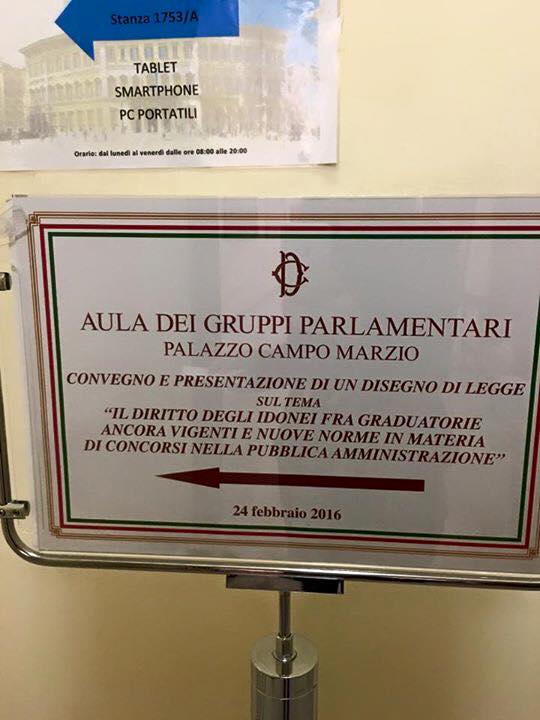 Stanza 1753/A
TABLET
SMARTPHONE
PC PORTATILI
Orario: dal lunedì al venerdì dalle ore 08:00 alle 20:00
AULA DEI GRUPPI PARLAMENTARI
PALAZZO CAMPO MARZIO
CONVEGNO E PRESENTAZIONE DI UN DISEGNO DI LEGGE
SUL TEMA
“IL DIRITTO DEGLI IDONEI FRA GRADUATORIE
ANCORA VIGENTI E NUOVE NORME IN MATERIA
DI CONCORSI NELLA PUBBLICA AMMINISTRAZIONE”
24 febbraio 2016